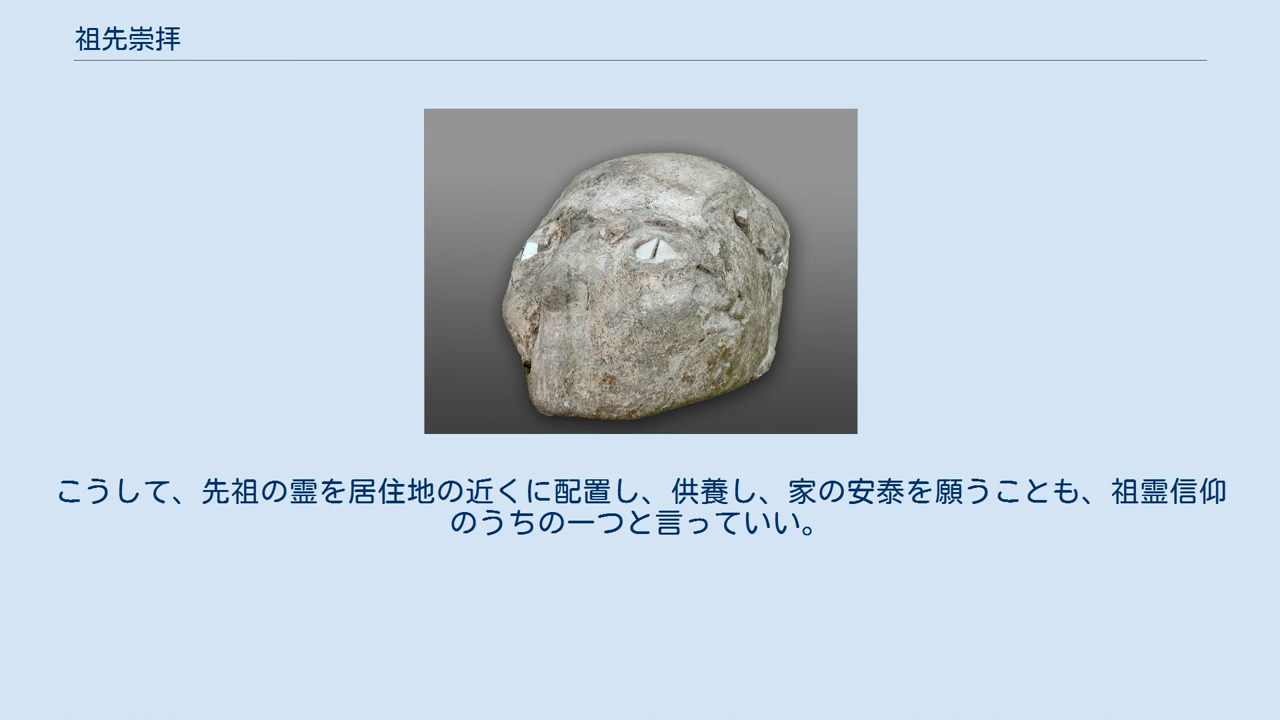 祖先崇拝
こうして、先祖の霊を居住地の近くに配置し、供養し、家の安泰を願うことも、祖霊信仰
のうちの一つと言っていい。